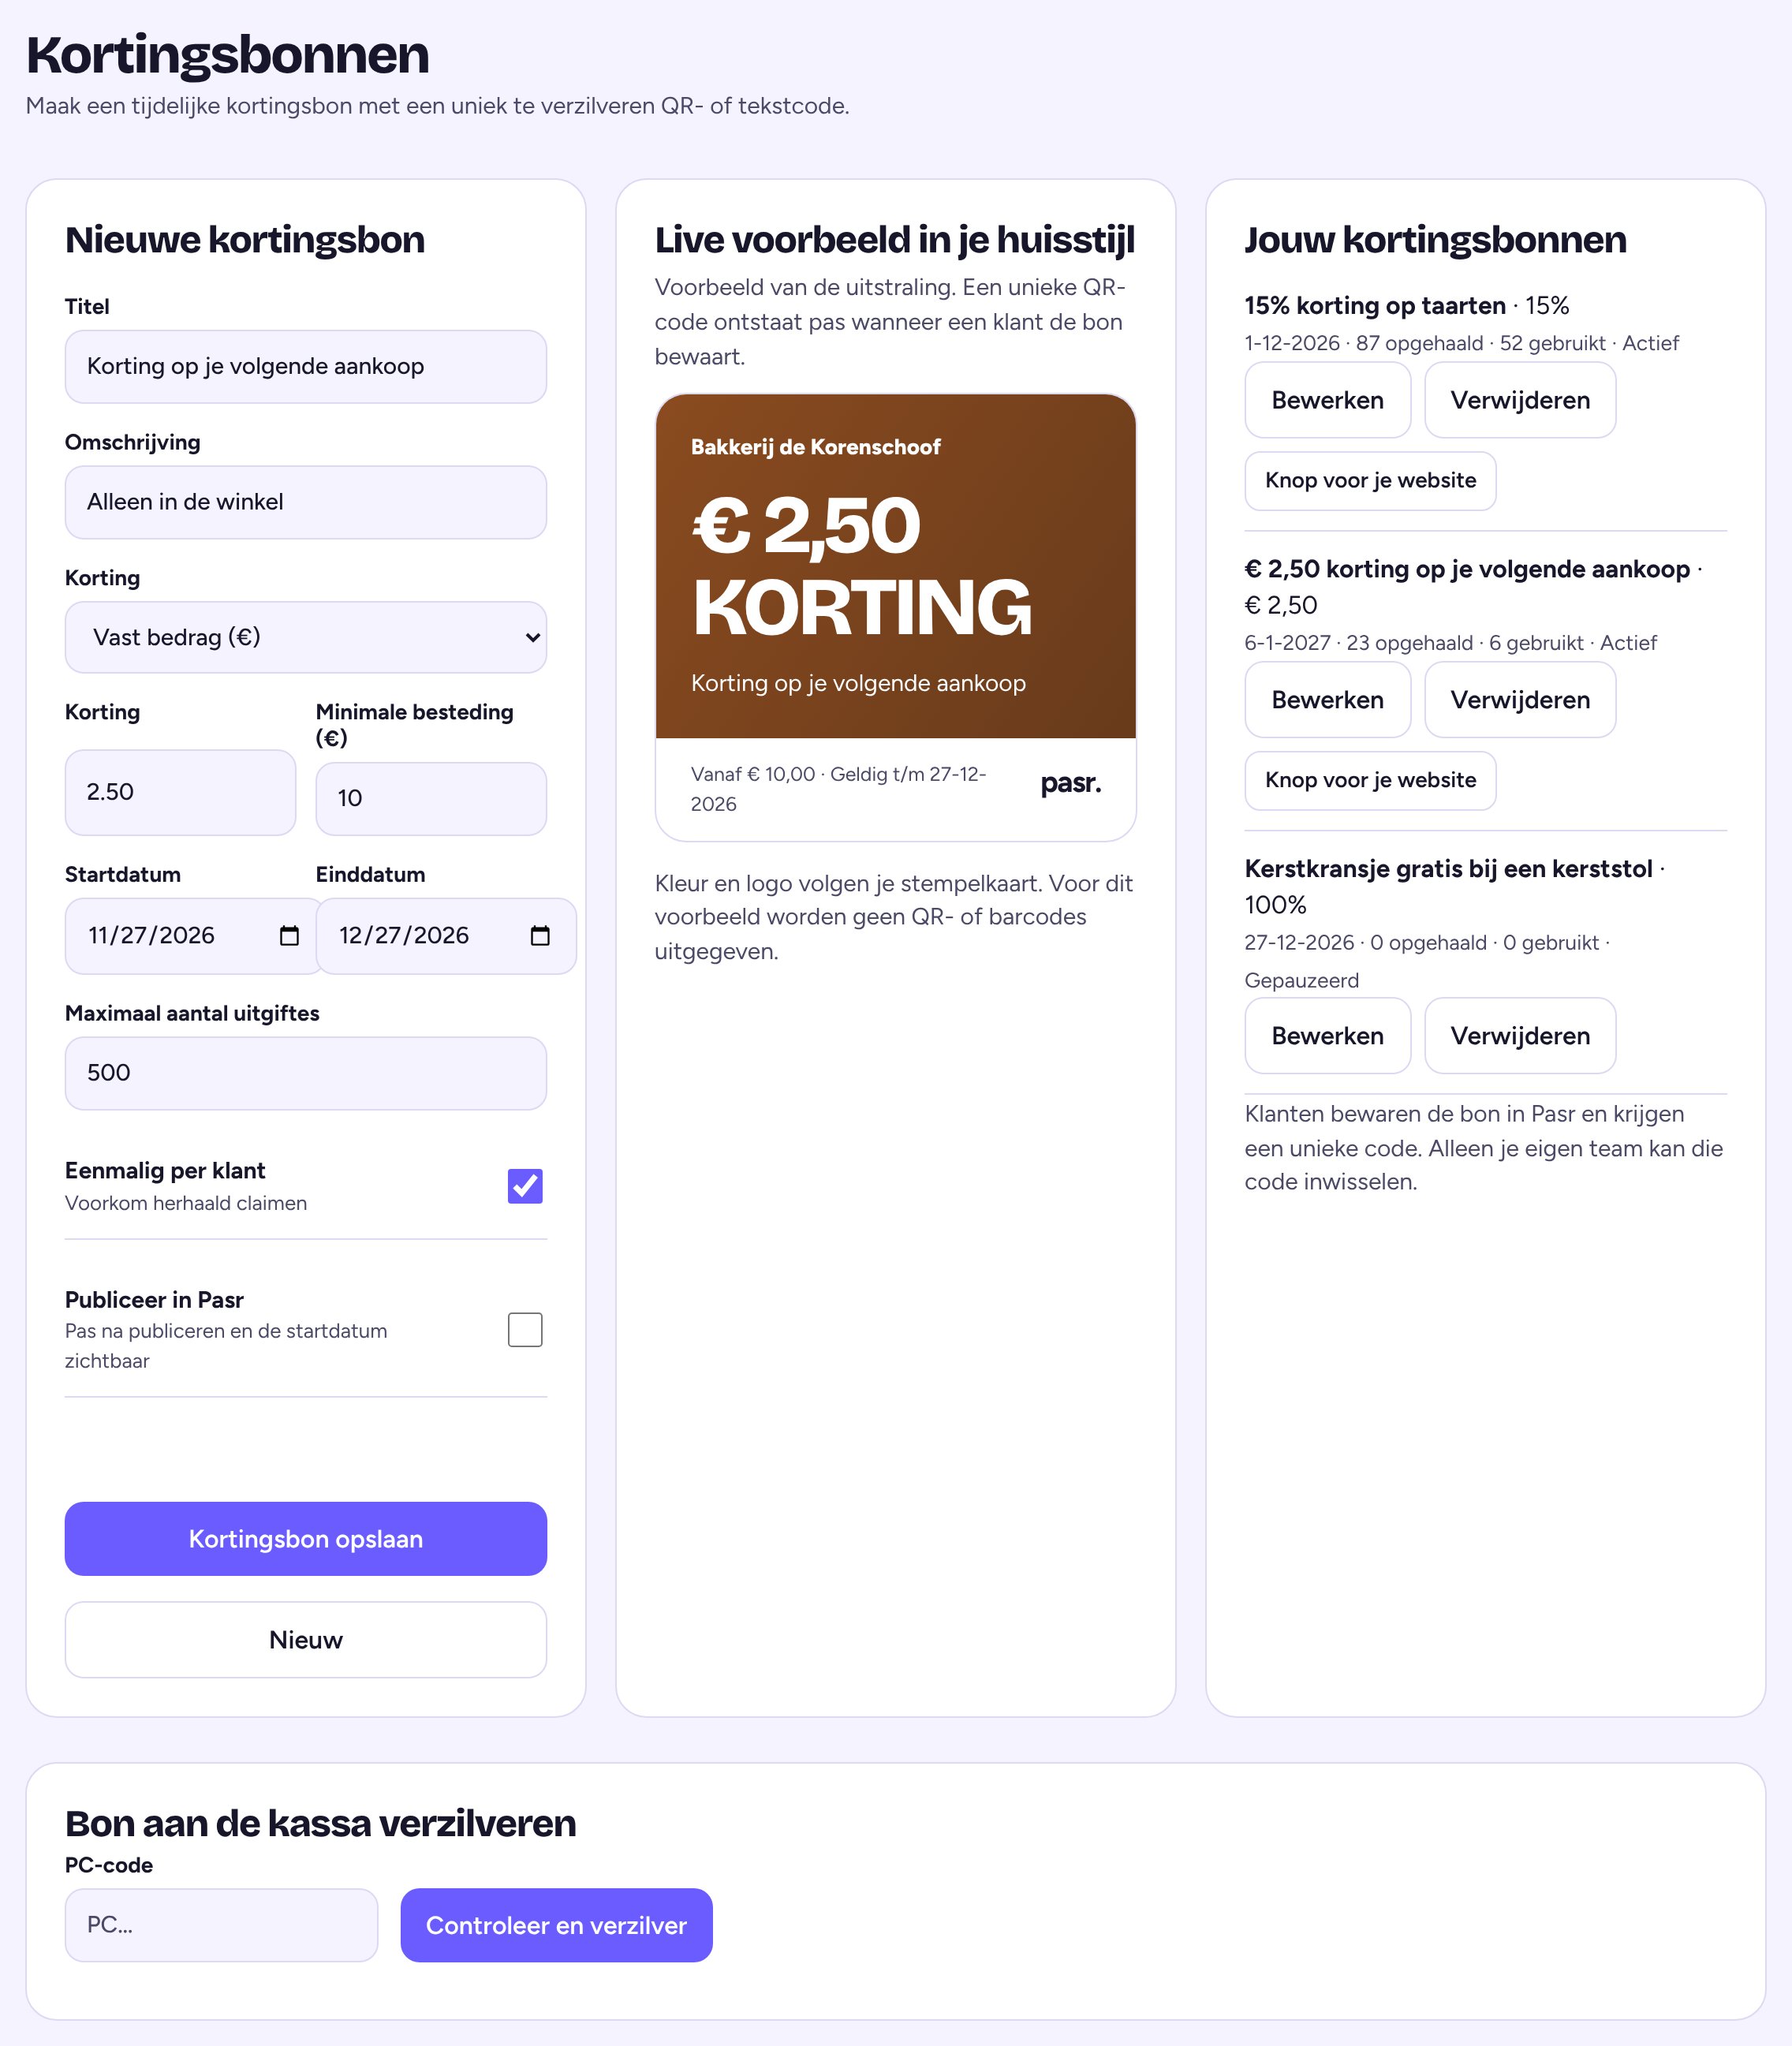 Kortingsbonnen
Maak een tijdelijke kortingsbon met een uniek te verzilveren QR- of tekstcode.
Nieuwe kortingsbon
Titel
Korting op je volgende aankoop
Omschrijving
Alleen in de winkel
Korting
Vast bedrag (€)
Korting
Minimale besteding
(€)
2.50
10
Startdatum
Einddatum
11/27/2026
12/27/2026
Maximaal aantal uitgiftes
500
Eenmalig per klant
Voorkom herhaald claimen
Publiceer in Pasr
Pas na publiceren en de startdatum
zichtbaar
Kortingsbon opslaan
Nieuw
Live voorbeeld in je huisstijl
Voorbeeld van de uitstraling. Een unieke QR-
code ontstaat pas wanneer een klant de bon
bewaart.
Bakkerij de Korenschoof
€ 2,50
KORTING
Korting op je volgende aankoop
Vanaf € 10,00 · Geldig t/m 27-12-
2026
pasr.
Kleur en logo volgen je stempelkaart. Voor dit
voorbeeld worden geen QR- of barcodes
uitgegeven.
Jouw kortingsbonnen
15% korting op taarten · 15%
1-12-2026 · 87 opgehaald · 52 gebruikt · Actief
Bewerken
Verwijderen
Knop voor je website
€ 2,50 korting op je volgende aankoop ·
€ 2,50
6-1-2027 · 23 opgehaald · 6 gebruikt · Actief
Bewerken
Verwijderen
Knop voor je website
Kerstkransje gratis bij een kerststol ·
100%
27-12-2026 · 0 opgehaald · 0 gebruikt ·
Gepauzeerd
Bewerken
Verwijderen
Klanten bewaren de bon in Pasr en krijgen
een unieke code. Alleen je eigen team kan die
code inwisselen.
Bon aan de kassa verzilveren
PC-code
PC...
Controleer en verzilver